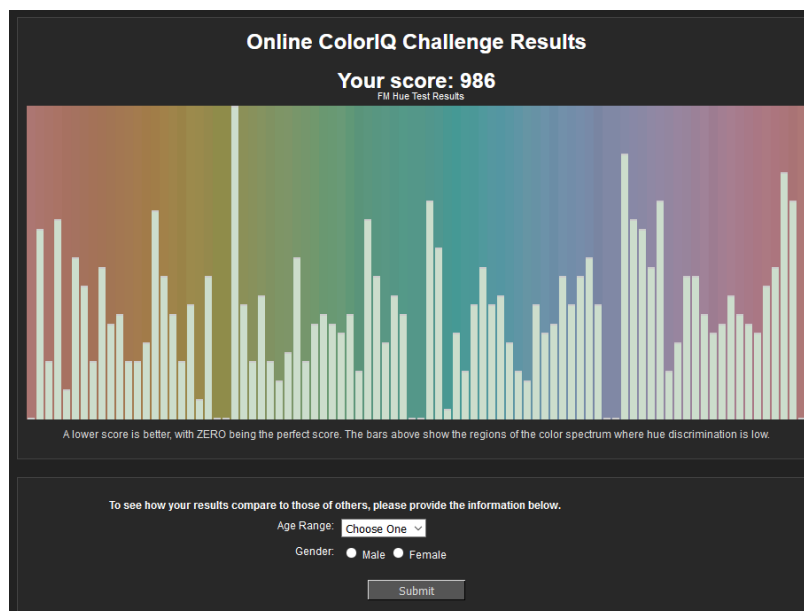 Online ColorIQ Challenge Results
Your score: 986
FM Hue Test Results
A lower score is better, with ZERO being the perfect score. The bars above show the regions of the color spectrum where hue discrimination is low.
To see how your results compare to those of others, please provide the information below.
Age Range: Choose One
Gender: Male Female
Submit